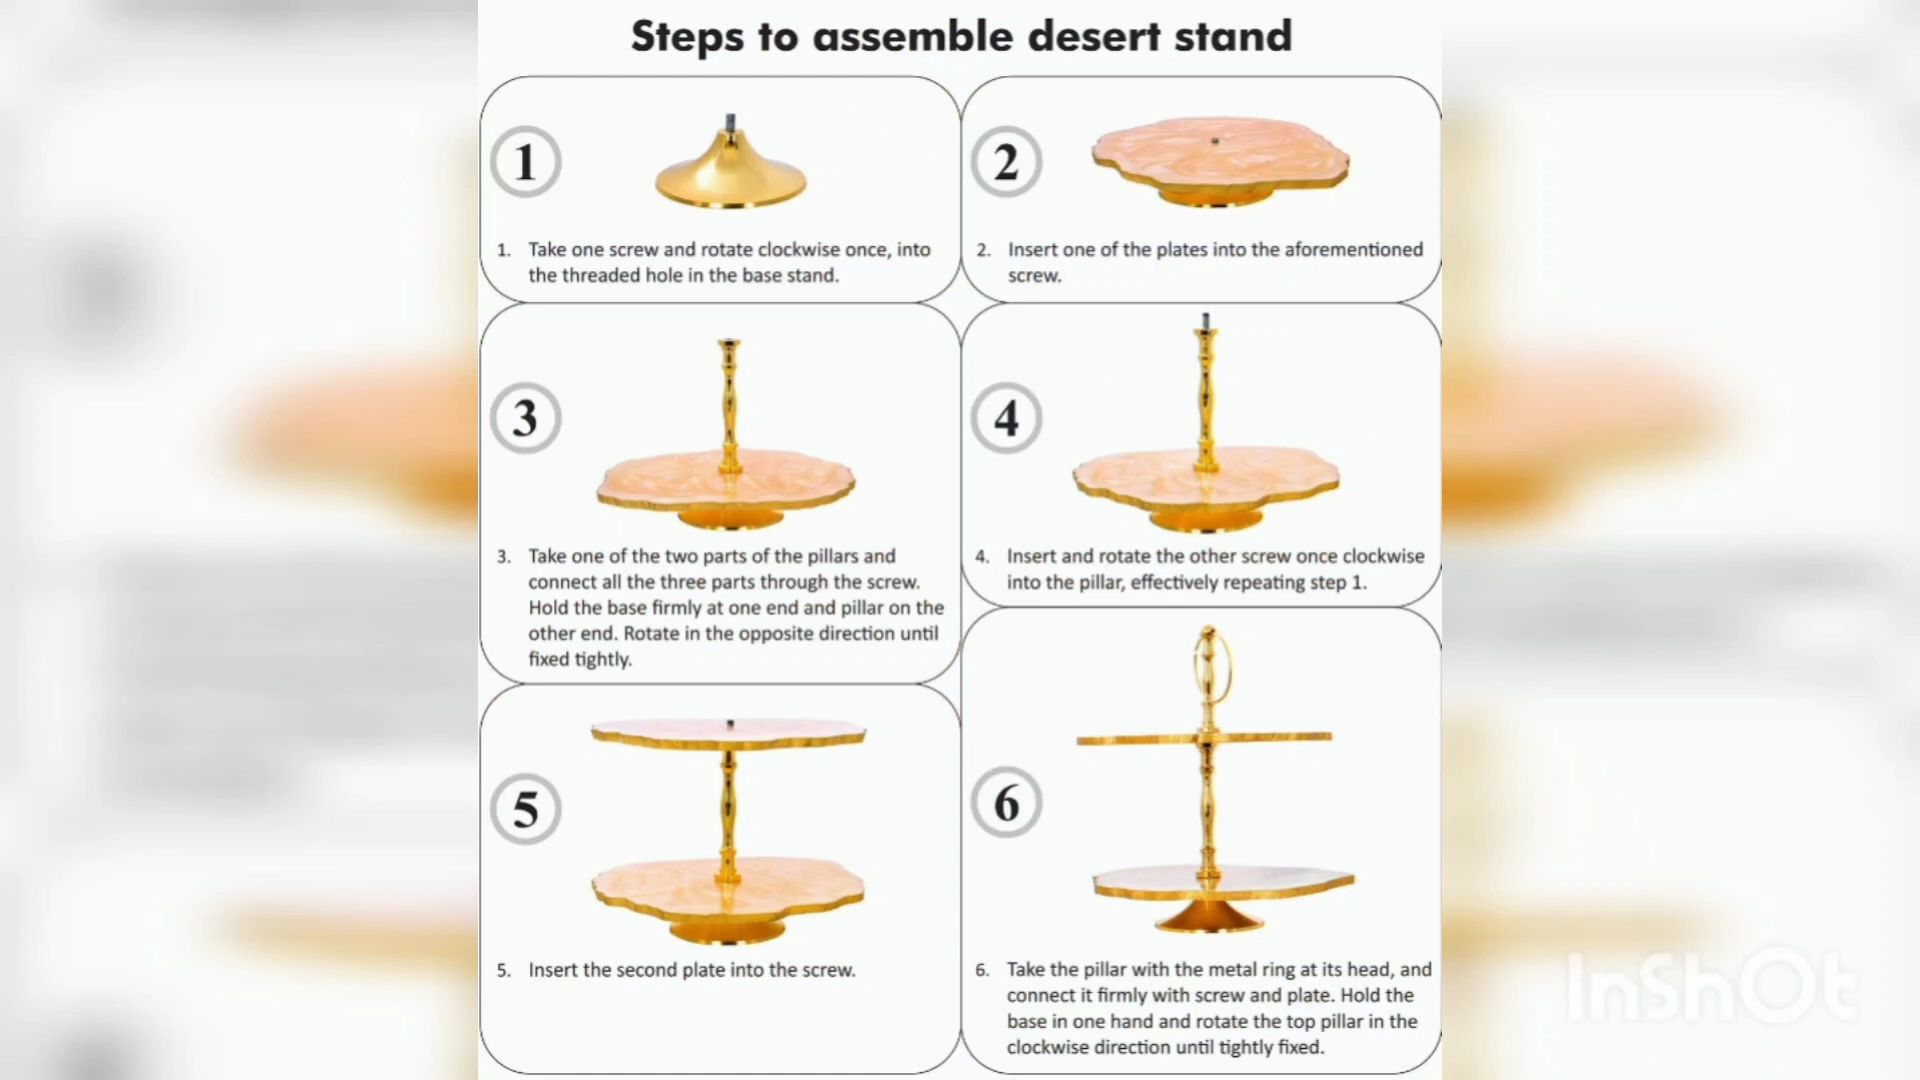 Steps to assemble desert stand
1
1. Take one screw and rotate clockwise once, into
the threaded hole in the base stand.
2
2. Insert one of the plates into the aforementioned
screw.
3
3. Take one of the two parts of the pillars and
connect all the three parts through the screw.
Hold the base firmly at one end and pillar on the
other end. Rotate in the opposite direction until
fixed tightly.
4
4. Insert and rotate the other screw once clockwise
into the pillar, effectively repeating step 1.
5
5. Insert the second plate into the screw.
6
6. Take the pillar with the metal ring at its head, and
connect it firmly with screw and plate. Hold the
base in one hand and rotate the top pillar in the
clockwise direction until tightly fixed.
InShOt